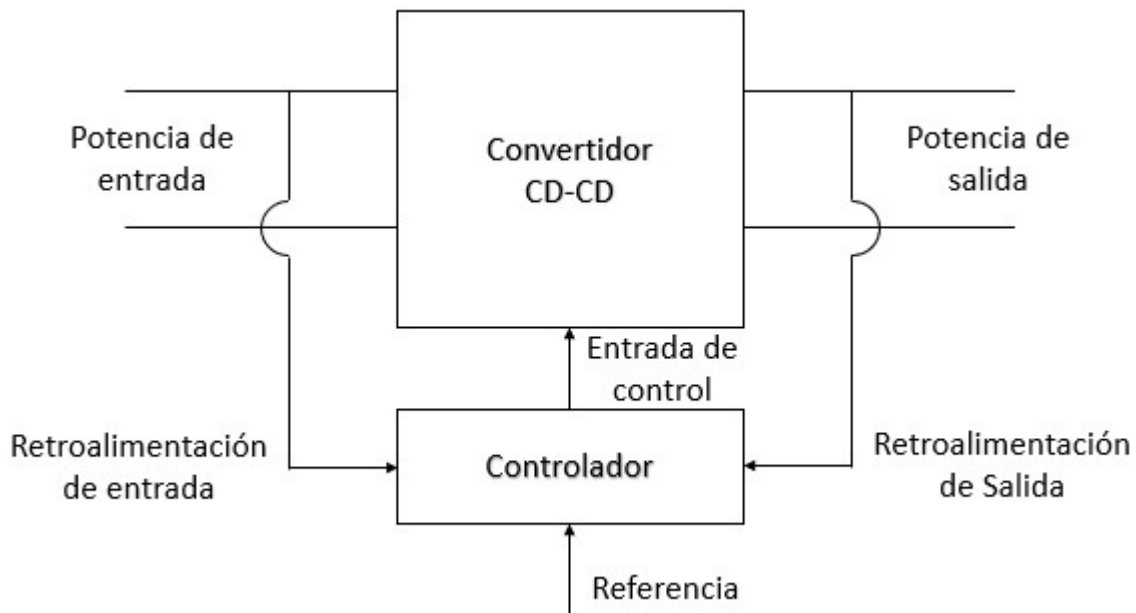 Potencia de
entrada
Convertidor
CD-CD
Potencia de
salida
Entrada de
control
Retroalimentación
de entrada
Controlador
Retroalimentación
de Salida
Referencia